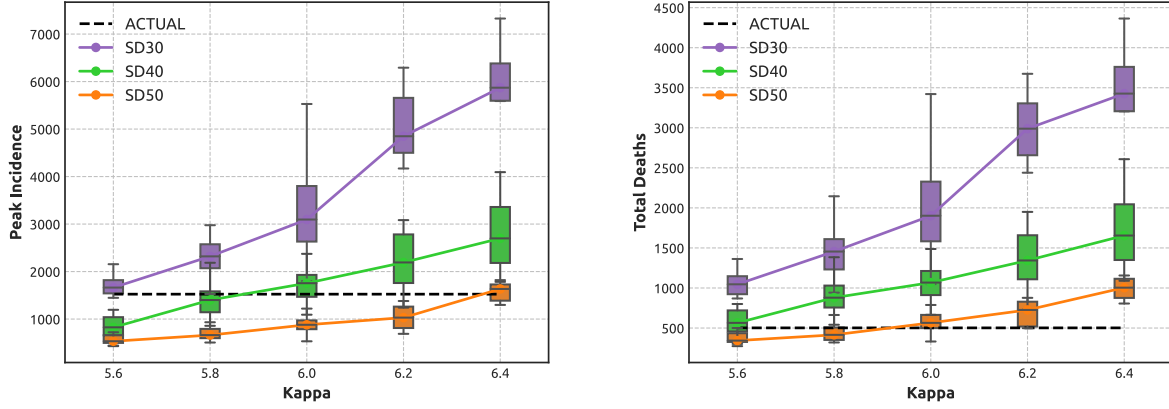 ACTUAL
SD30
SD40
SD50
7000
6000
5000
4000
3000
2000
1000
Peak Incidence
5.6 5.8 6.0 6.2 6.4
Kappa
ACTUAL
SD30
SD40
SD50
4500
4000
3500
3000
2500
2000
1500
1000
500
Total Deaths
5.6 5.8 6.0 6.2 6.4
Kappa